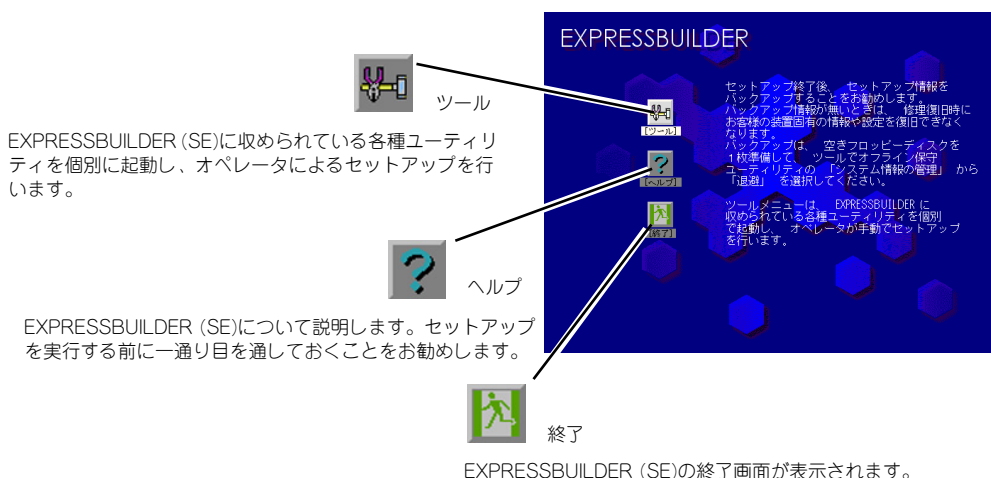 ツール
EXPRESSBUILDER (SE)に収められている各種ユーティリ
ティを個別に起動し、オペレータによるセットアップを行
います。
ヘルプ
EXPRESSBUILDER (SE)について説明します。セットアップ
を実行する前に一通り目を通しておくことをお勧めします。
終了
EXPRESSBUILDER (SE)の終了画面が表示されます。
EXPRESSBUILDER
セットアップ終了後、 セットアップ情報を
バックアップすることをお勧めします。
バックアップ情報が無いときは、 修理復旧時に
お客様の装置固有の情報や設定を復旧できなく
なります。
バックアップは、 空きフロッピーディスクを
1枚準備して、 ツールでオフライン保守
ユーティリティの 「システム情報の管理」 から
「退避」 を選択してください。
ツールメニューは、 EXPRESSBUILDER に
収められている各種ユーティリティを個別
で起動し、 オペレータが手動でセットアップ
を行います。
[ツール]
[ヘルプ]
[終了]